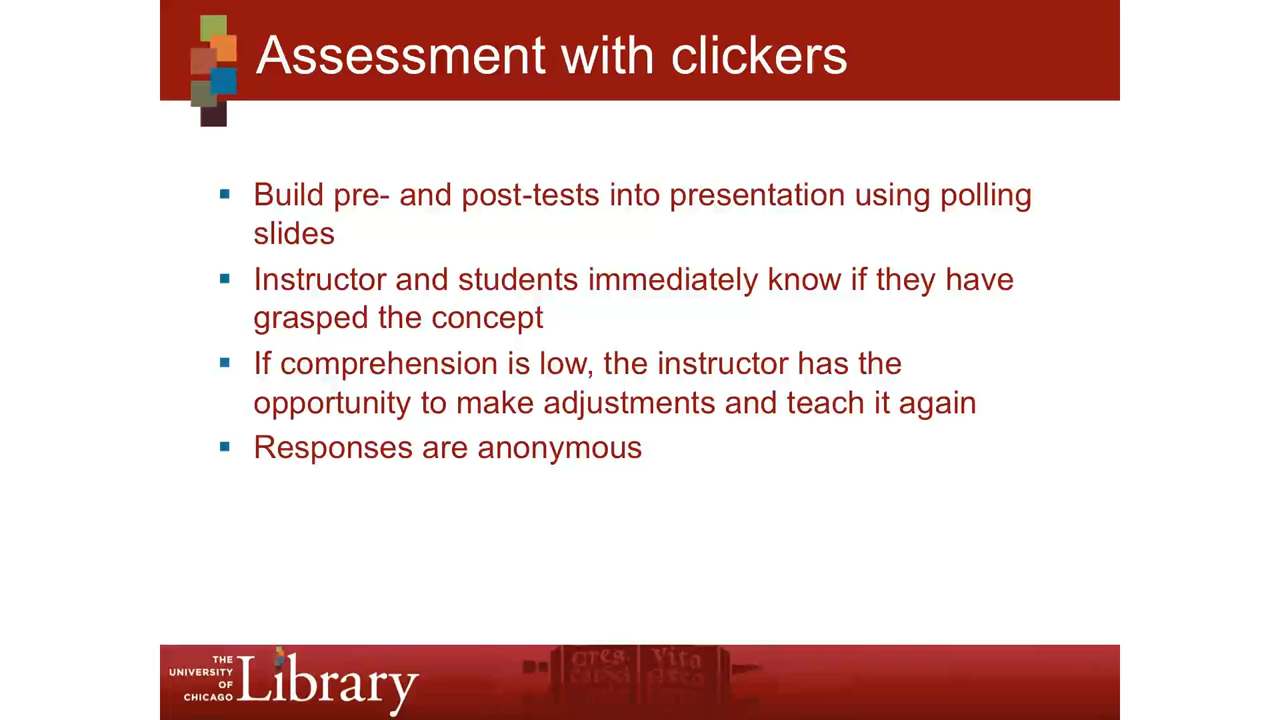 Assessment with clickers
Build pre- and post-tests into presentation using polling
slides
Instructor and students immediately know if they have
grasped the concept
If comprehension is low, the instructor has the
opportunity to make adjustments and teach it again
Responses are anonymous
THE
UNIVERSITY
OF
CHICAGO
Library
Cres. Vita